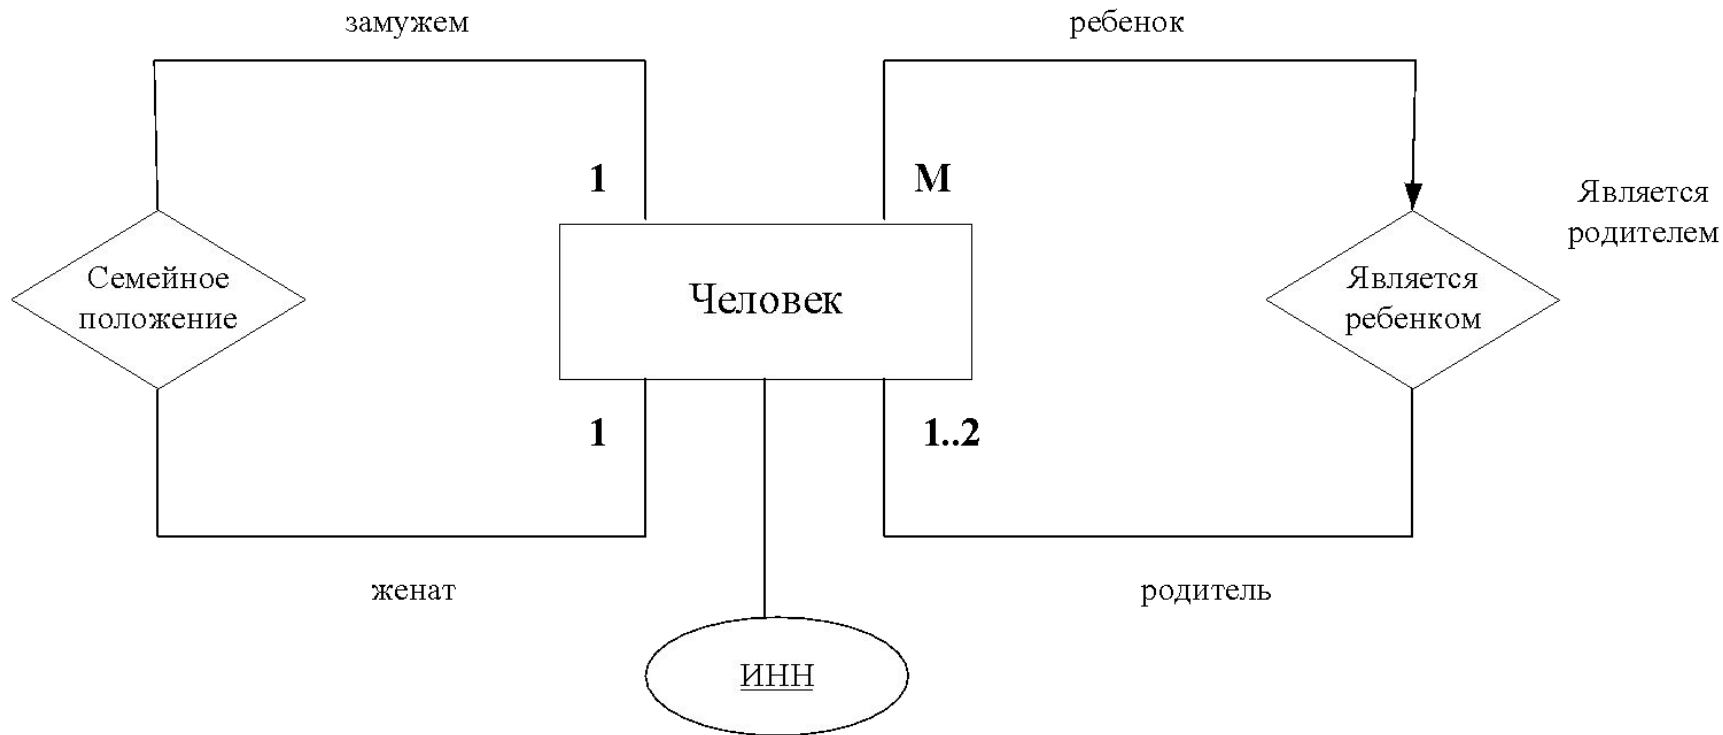 замужем
ребенок
1
М
Является
родителем
Семейное
положение
Человек
Является
ребенком
1
1..2
женат
родитель
ИНН